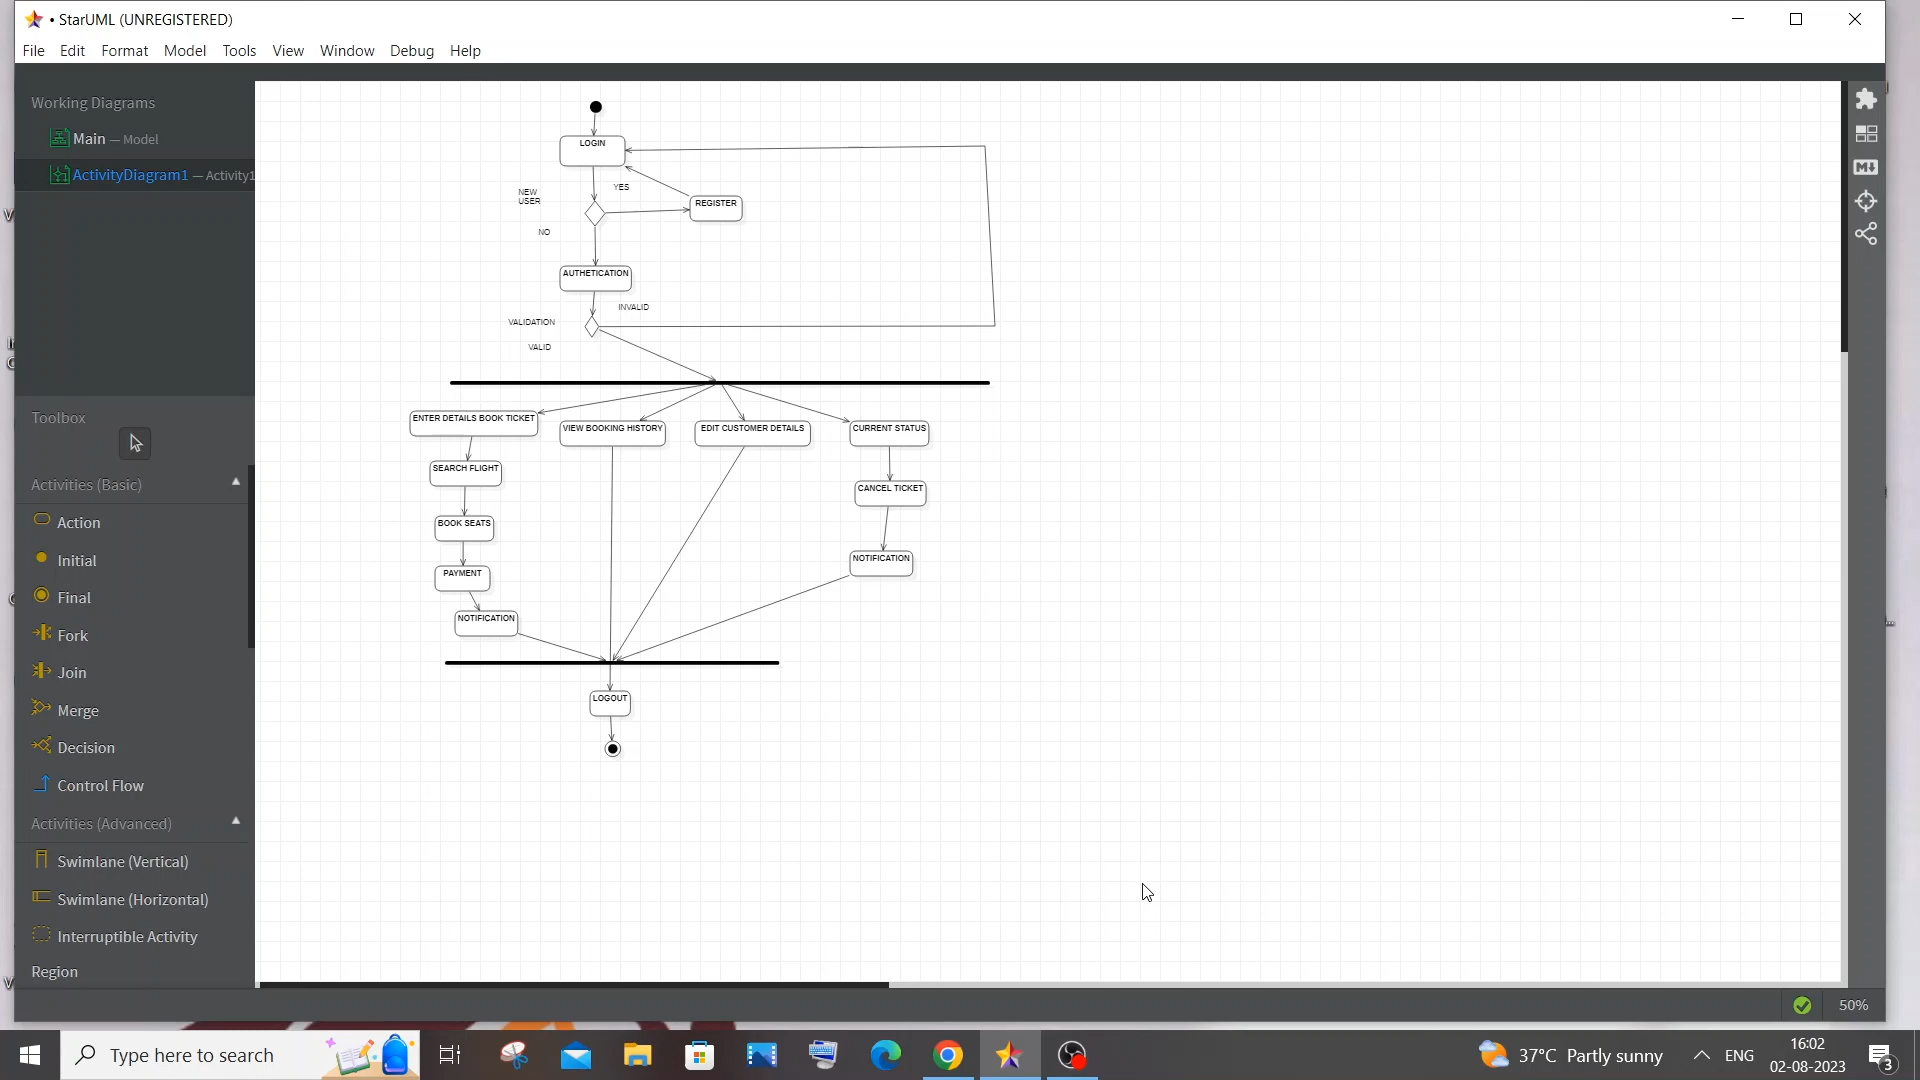 • StarUML (UNREGISTERED)
File Edit Format Model Tools View Window Debug Help
Working Diagrams
Main — Model
ActivityDiagram1 — Activity1
Toolbox
Activities (Basic)
Action
Initial
Final
Fork
Join
Merge
Decision
Control Flow
Activities (Advanced)
Swimlane (Vertical)
Swimlane (Horizontal)
Interruptible Activity
Region
LOGIN
YES
NEW
USER
REGISTER
NO
AUTHETICATION
INVALID
VALIDATION
VALID
ENTER DETAILS BOOK TICKET
VIEW BOOKING HISTORY
EDIT CUSTOMER DETAILS
CURRENT STATUS
SEARCH FLIGHT
CANCEL TICKET
BOOK SEATS
NOTIFICATION
PAYMENT
NOTIFICATION
LOGOUT
M
50%
Type here to search
37°C Partly sunny
ENG
16:02
02-08-2023
3